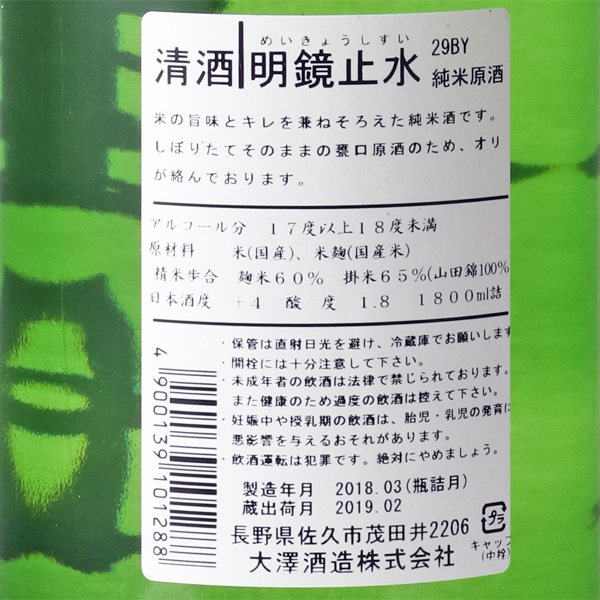 めいきょうしすい
清酒 明鏡止水 29BY
純米原酒
米の旨味とキレを兼ねそろえた純米酒です。
しぼりたてそのままの甕口原酒のため、オリ
が絡んでおります。
アルコール分 17度以上18度未満
原材料 米(国産)、米麹(国産米)
精米歩合 麹米60% 掛米65%(山田錦100%
日本酒度 +4 酸度 1.8 1800ml詰
・保管は直射日光を避け、冷蔵庫でお願いします
・開栓には十分注意して下さい。
・未成年者の飲酒は法律で禁じられております。
また健康のため過度の飲酒は控えて下さい。
・妊娠中や授乳期の飲酒は、胎児・乳児の発育に
悪影響を与えるおそれがあります。
・飲酒運転は犯罪です。絶対にやめましょう。
製造年月 2018.03(瓶詰月)
蔵出荷月 2019.02
長野県佐久市茂田井2206
大澤酒造株式会社
プラ
キャップ
(中栓)
4900139101288